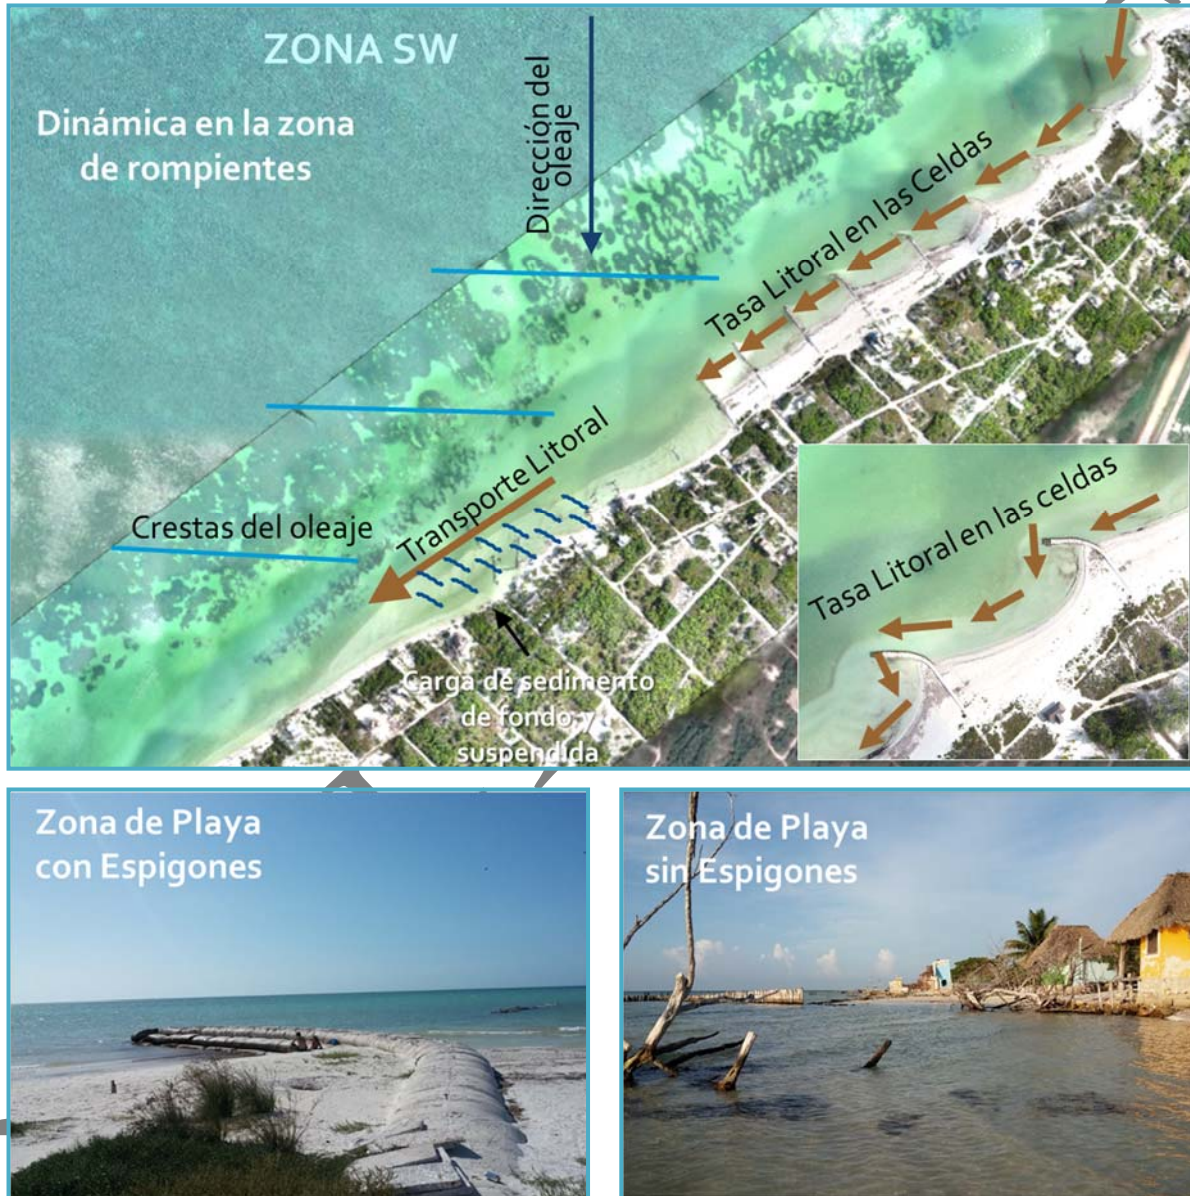 ZONA SW
Dinámica en la zona
de rompientes
Dirección del
oleaje
Tasa Litoral en las Celdas
Transporte Litoral
Crestas del oleaje
Carga de sedimento
de fondo y
suspendida
Tasa Litoral en las celdas
Zona de Playa
con Espigones
Zona de Playa
sin Espigones